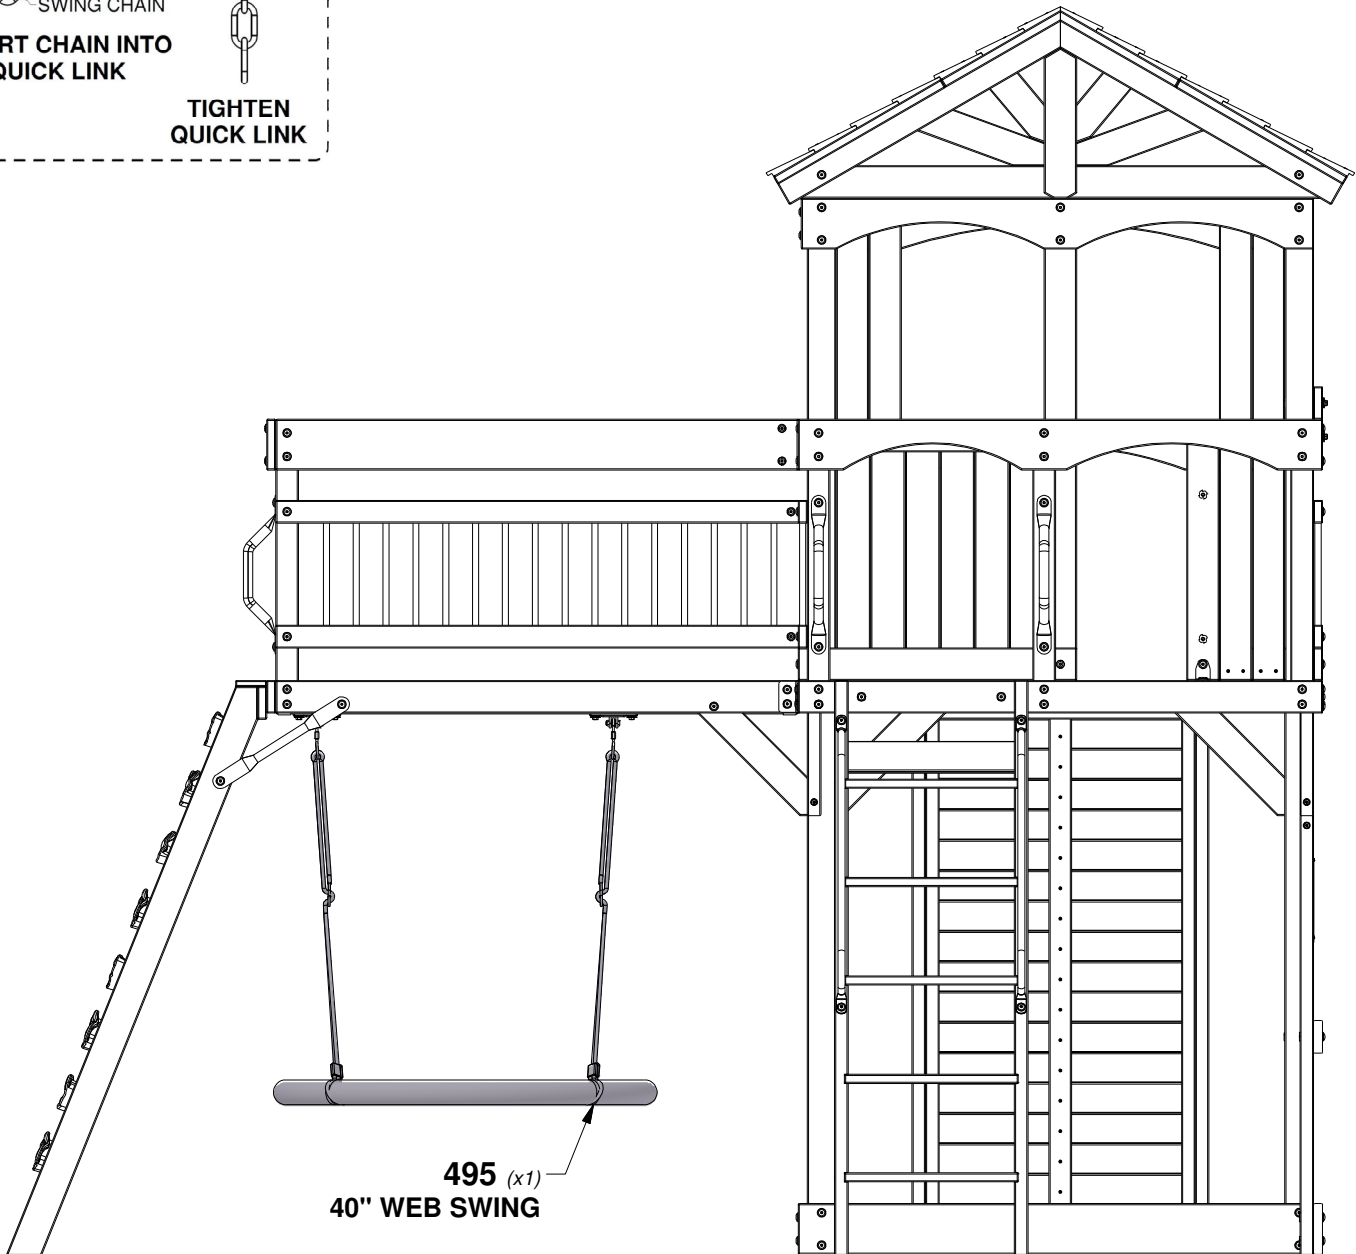 SWING CHAIN
RT CHAIN INTO
QUICK LINK
TIGHTEN
QUICK LINK
495 (x1)
40" WEB SWING